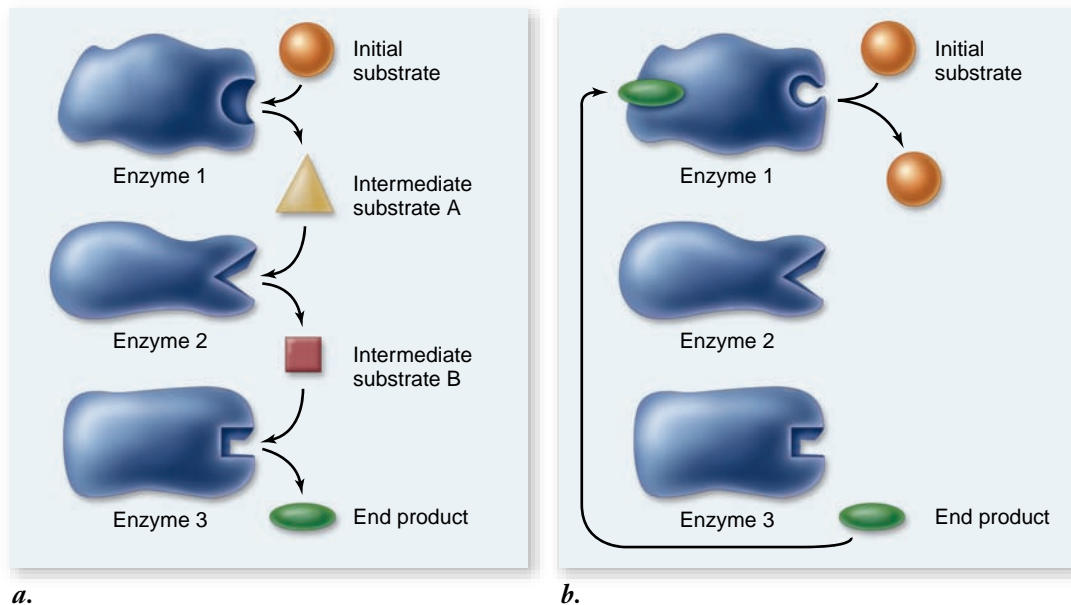 Initial
substrate
Enzyme 1
Intermediate
substrate A
Enzyme 2
Intermediate
substrate B
Enzyme 3
End product
a.
Initial
substrate
Enzyme 1
Enzyme 2
Enzyme 3
End product
b.